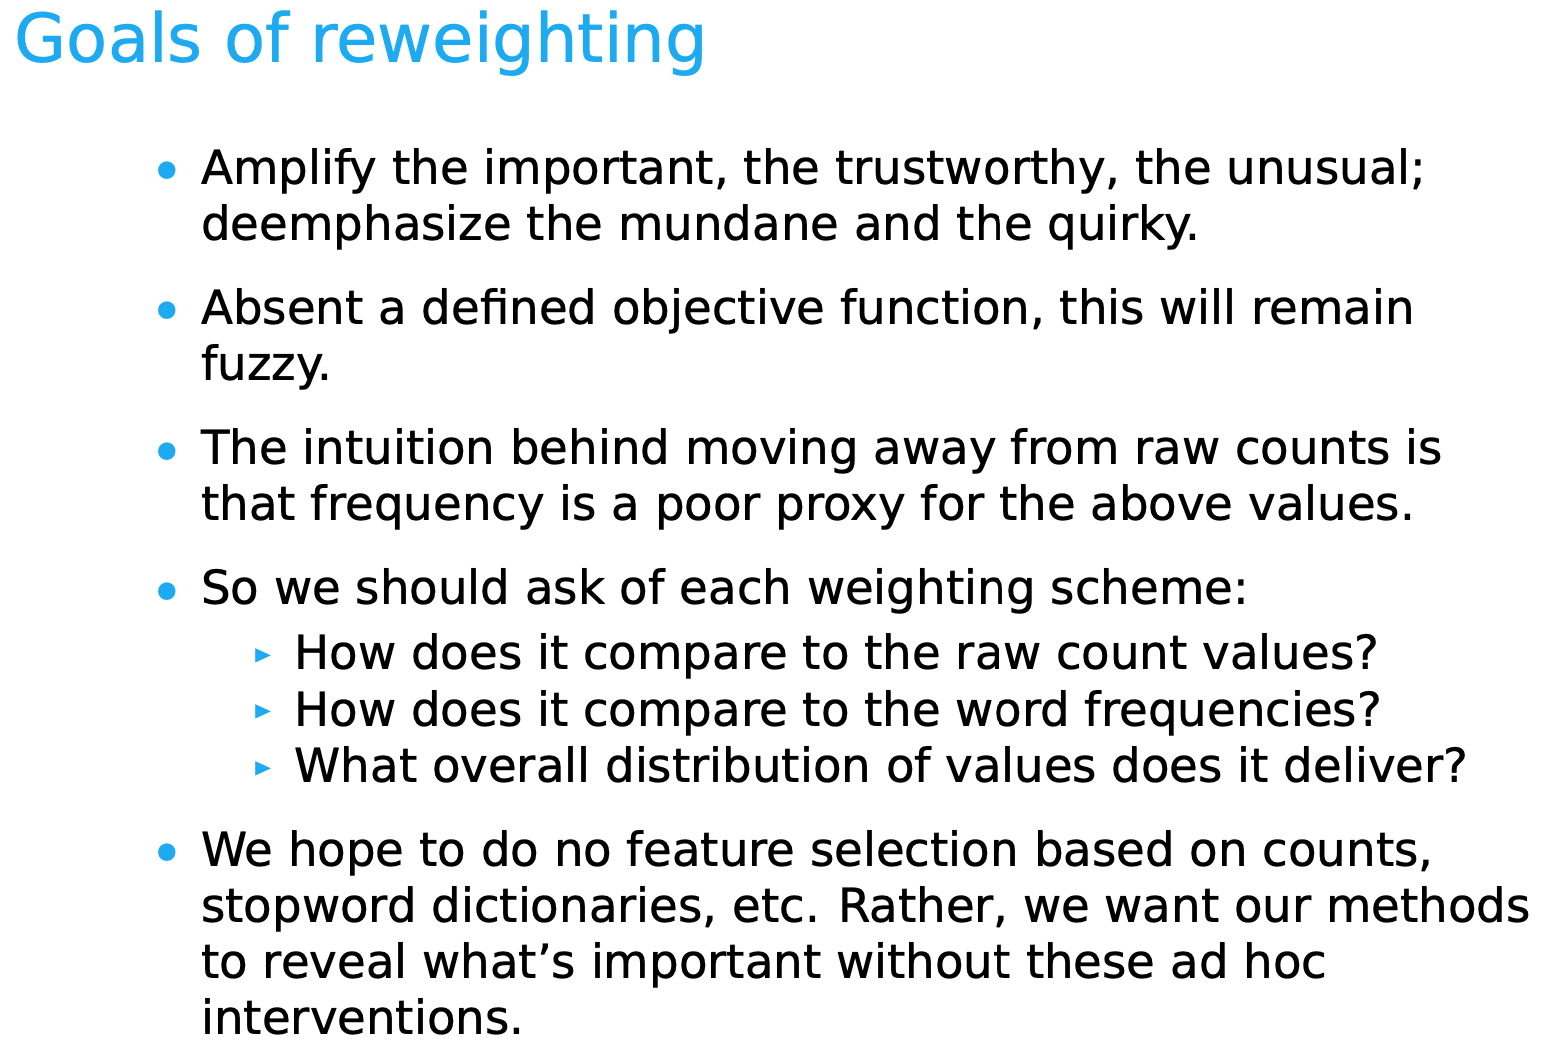 Goals of reweighting
• Amplify the important, the trustworthy, the unusual;
deemphasize the mundane and the quirky.
• Absent a defined objective function, this will remain
fuzzy.
• The intuition behind moving away from raw counts is
that frequency is a poor proxy for the above values.
• So we should ask of each weighting scheme:
► How does it compare to the raw count values?
► How does it compare to the word frequencies?
► What overall distribution of values does it deliver?
• We hope to do no feature selection based on counts,
stopword dictionaries, etc. Rather, we want our methods
to reveal what’s important without these ad hoc
interventions.